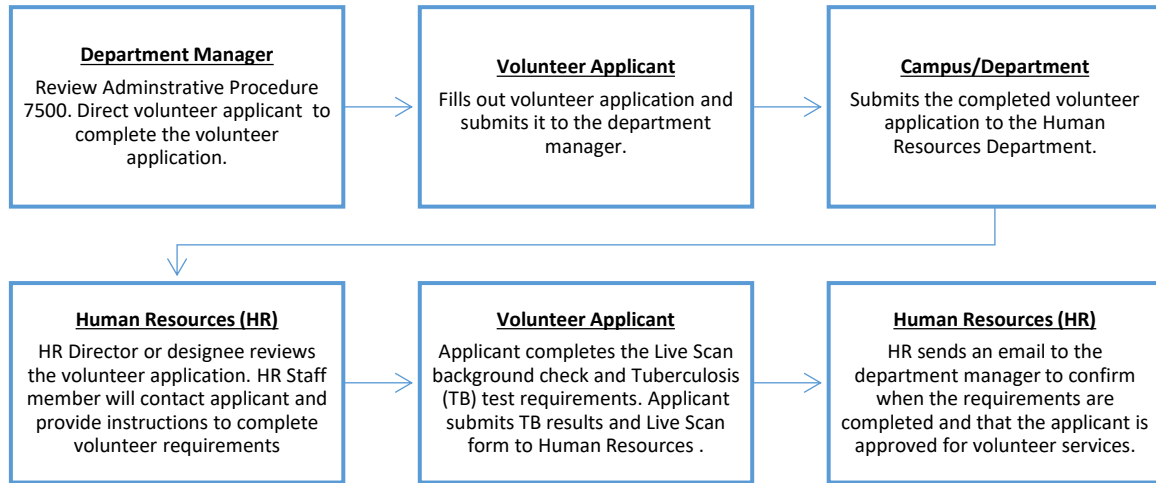 Department Manager
Review Adminstrative Procedure
7500. Direct volunteer applicant to
complete the volunteer
application.
Volunteer Applicant
Fills out volunteer application and
submits it to the department
manager.
Campus/Department
Submits the completed volunteer
application to the Human
Resources Department.
Human Resources (HR)
HR Director or designee reviews
the volunteer application. HR Staff
member will contact applicant and
provide instructions to complete
volunteer requirements
Volunteer Applicant
Applicant completes the Live Scan
background check and Tuberculosis
(TB) test requirements. Applicant
submits TB results and Live Scan
form to Human Resources .
Human Resources (HR)
HR sends an email to the
department manager to confirm
when the requirements are
completed and that the applicant is
approved for volunteer services.